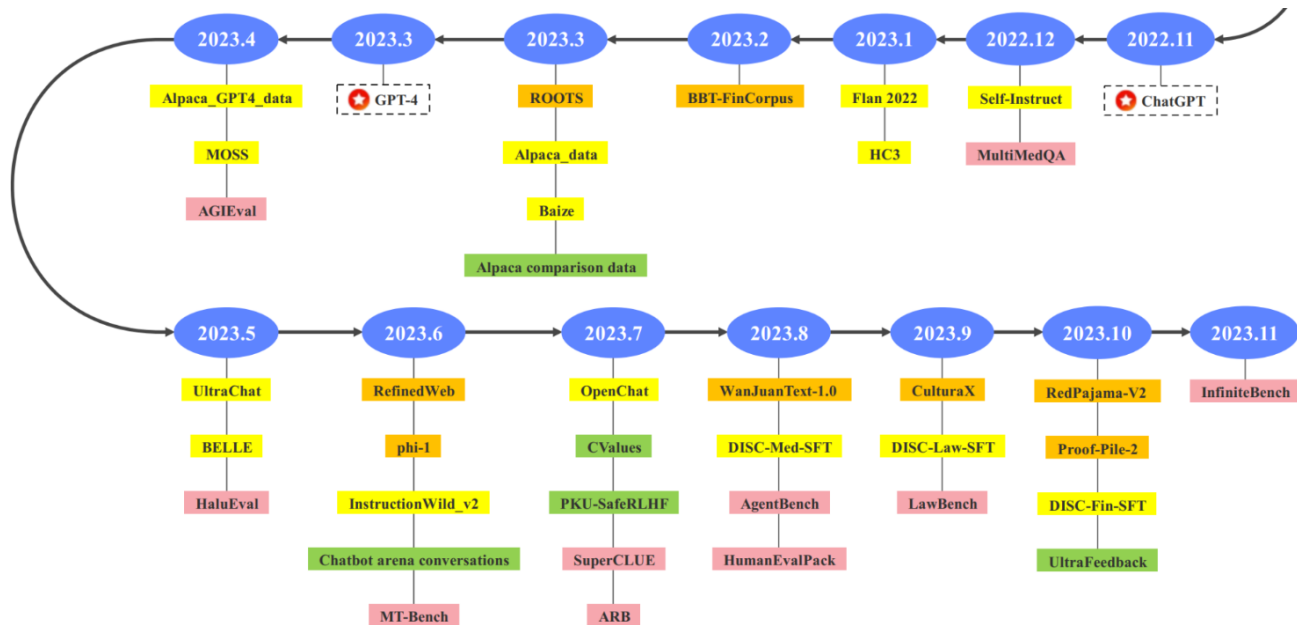 2023.4
2023.3
2023.3
2023.2
2023.1
2022.12
2022.11
Alpaca_GPT4_data
GPT-4
ROOTS
BBT-FinCorpus
Flan 2022
Self-Instruct
ChatGPT
MOSS
Alpaca_data
HC3
MultiMedQA
AGIEval
Baize
Alpaca comparison data
2023.5
2023.6
2023.7
2023.8
2023.9
2023.10
2023.11
UltraChat
RefinedWeb
OpenChat
WanJuanText-1.0
CulturaX
RedPajama-V2
InfiniteBench
BELLE
phi-1
CValues
DISC-Med-SFT
DISC-Law-SFT
Proof-Pile-2
HaluEval
InstructionWild_v2
PKU-SafeRLHF
AgentBench
LawBench
DISC-Fin-SFT
Chatbot arena conversations
SuperCLUE
HumanEvalPack
UltraFeedback
MT-Bench
ARB